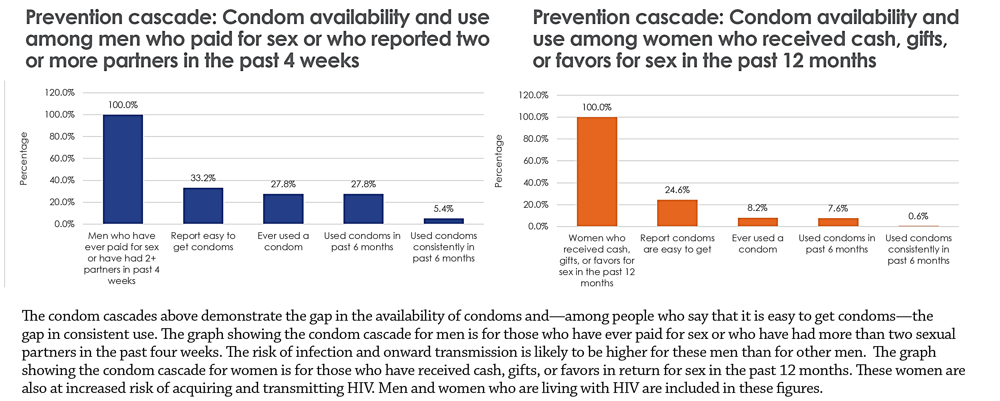 Prevention cascade: Condom availability and use
among men who paid for sex or who reported two
or more partners in the past 4 weeks
Percentage
120.0%
100.0%
80.0%
60.0%
40.0%
20.0%
0.0%
100.0%
33.2%
27.8%
27.8%
5.4%
Men who have
ever paid for sex
or have had 2+
partners in past 4
weeks
Report easy to
get condoms
Ever used a
condom
Used condoms in
past 6 months
Used condoms
consistently in
past 6 months
Prevention cascade: Condom availability and
use among women who received cash, gifts,
or favors for sex in the past 12 months
Percentage
120.0%
100.0%
80.0%
60.0%
40.0%
20.0%
0.0%
100.0%
24.6%
8.2%
7.6%
0.6%
Women who
received cash,
gifts, or favors for
sex in the past 12
months
Report condoms
are easy to get
Ever used a
condom
Used condoms in
past 6 months
Used condoms
consistently in
past 6 months
The condom cascades above demonstrate the gap in the availability of condoms and—among people who say that it is easy to get condoms—the
gap in consistent use. The graph showing the condom cascade for men is for those who have ever paid for sex or who have had more than two sexual
partners in the past four weeks. The risk of infection and onward transmission is likely to be higher for these men than for other men.  The graph
showing the condom cascade for women is for those who have received cash, gifts, or favors in return for sex in the past 12 months. These women are
also at increased risk of acquiring and transmitting HIV. Men and women who are living with HIV are included in these figures.